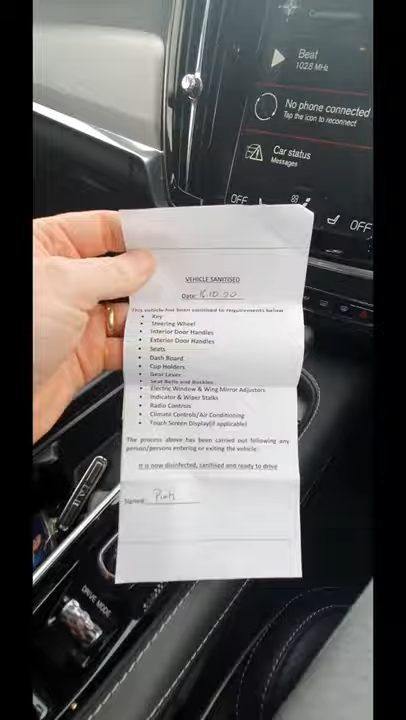 Beat
102.8 MHz
No phone connected
Tap the icon to reconnect
Car status
Messages
OFF
OFF
VEHICLE SANITISED
Date: 16.10.20
This vehicle has been sanitised to requirements below
• Key
• Steering Wheel
• Interior Door Handles
• Exterior Door Handles
• Seats
• Dash Board
• Cup Holders
• Gear Lever
• Seat Belts and Buckles
• Electric Window & Wing Mirror Adjustors
• Indicator & Wiper Stalks
• Radio Controls
• Climate Controls/Air Conditioning
• Touch Screen Display(if applicable)
The process above has been carried out following any
person/persons entering or exiting the vehicle.
It is now disinfected, sanitised and ready to drive
Signed:
DRIVE MODE